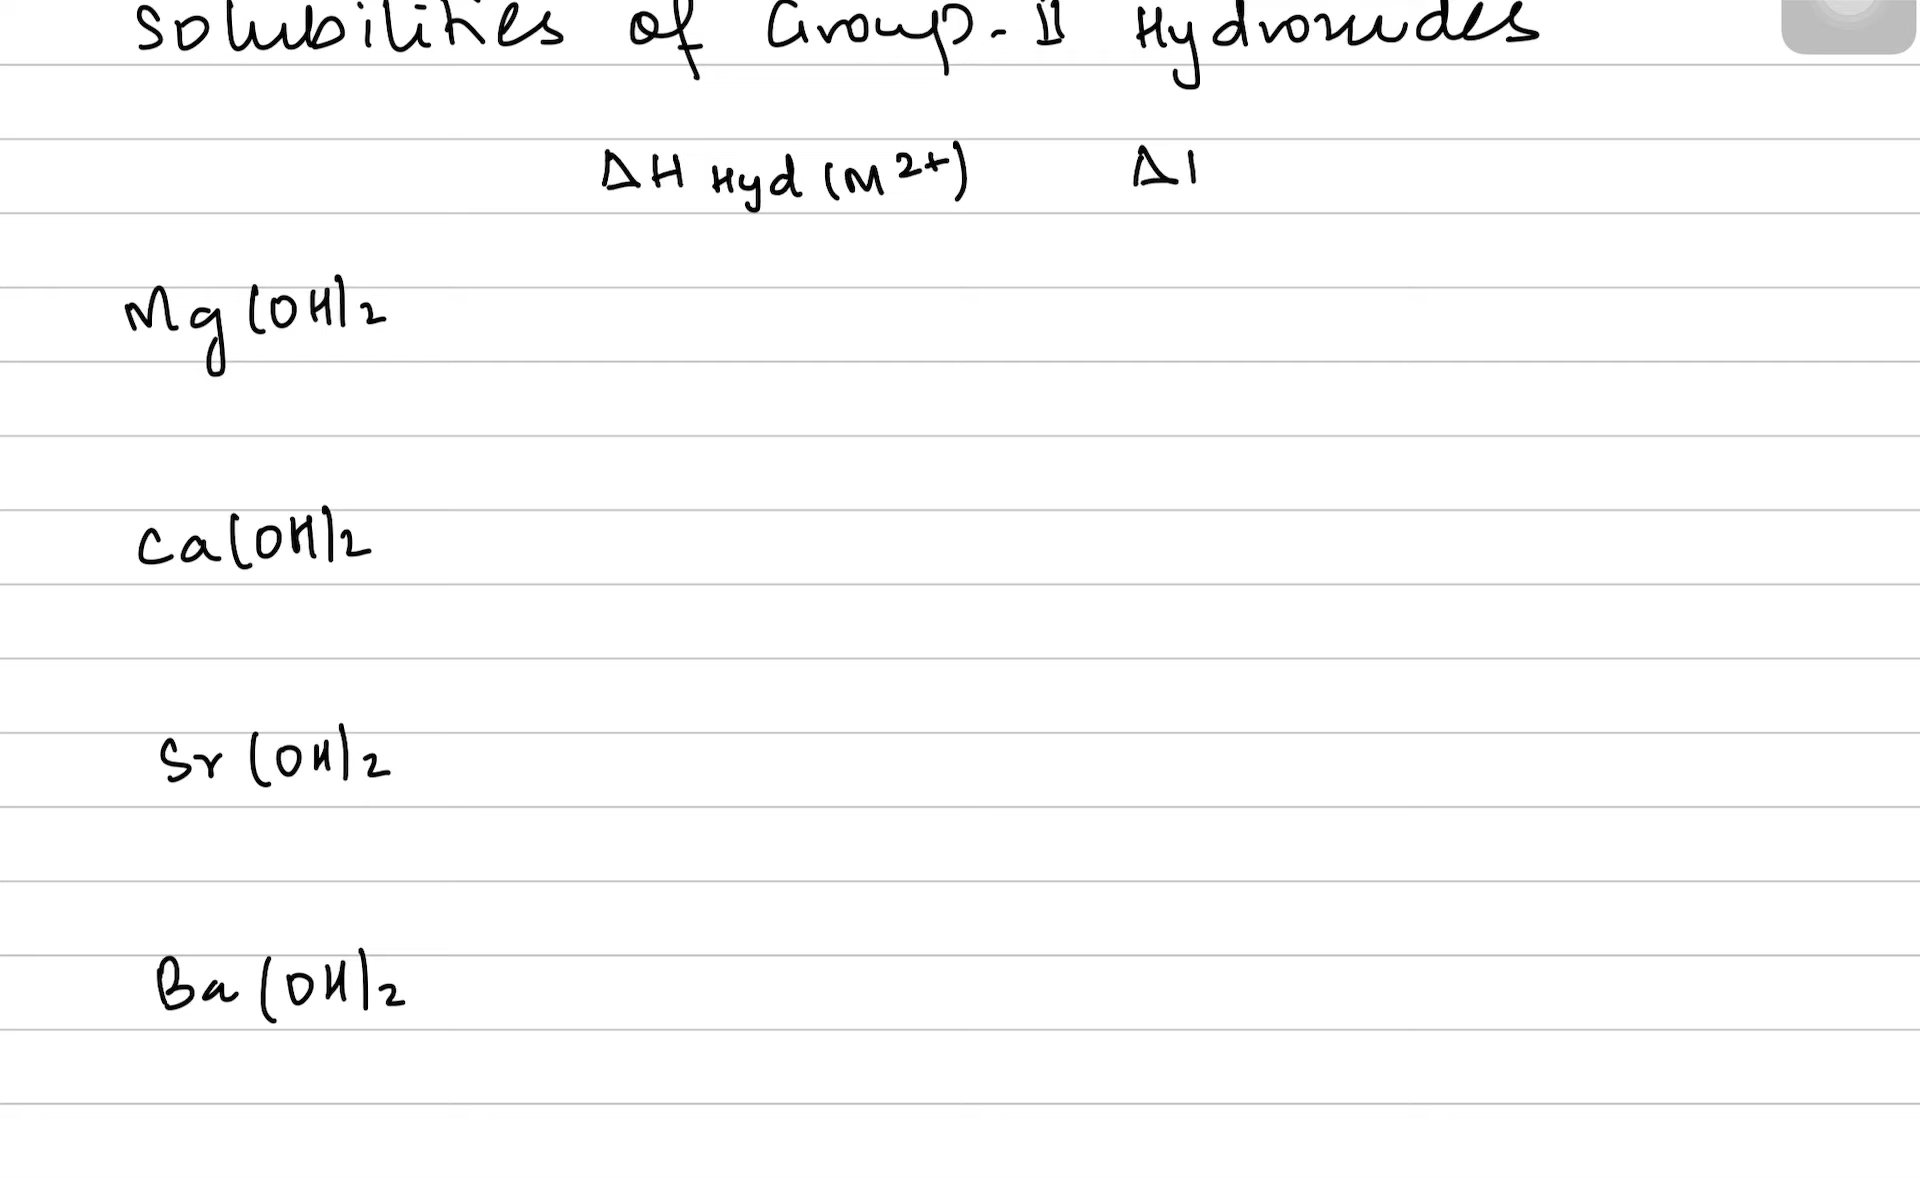 Solubilities of Group-II Hydroxides
ΔH Hyd (M2+) Δ1
Mg(OH)2
Ca(OH)2
Sr(OH)2
Ba(OH)2